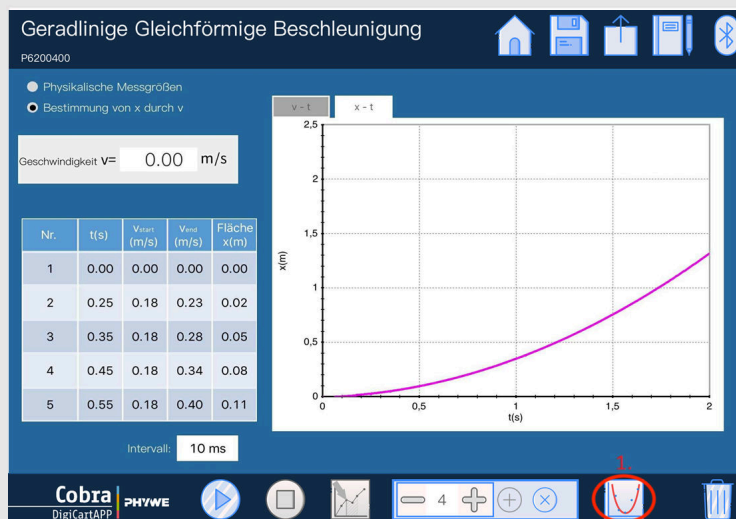 Geradlinige Gleichförmige Beschleunigung
P6200400
Physikalische Messgrößen
Bestimmung von x durch v
Geschwindigkeit v= 0.00 m/s
v - t x - t
Nr. t(s) Vstart (m/s) Vend (m/s) Fläche x(m)
1 0.00 0.00 0.00 0.00
2 0.25 0.18 0.23 0.02
3 0.35 0.18 0.28 0.05
4 0.45 0.18 0.34 0.08
5 0.55 0.18 0.40 0.11
Intervall: 10 ms
2,5
2
1,5
1
0,5
0
x(m)
0 0,5 1 1,5 2
t(s)
1.
4
Cobra PHYWE
DigiCartAPP